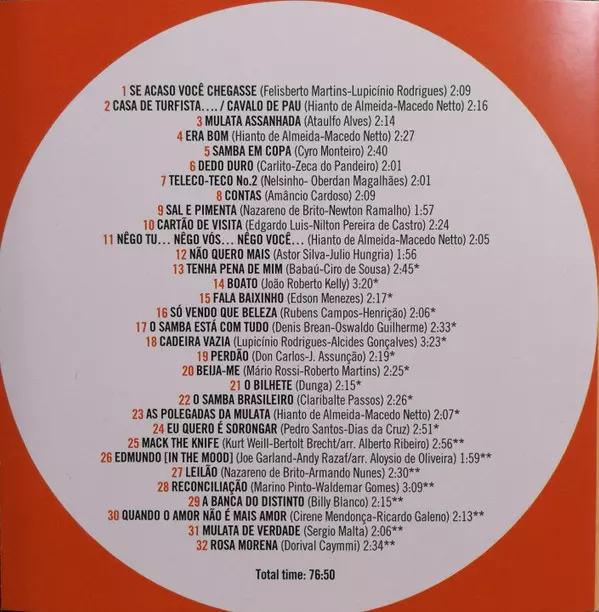 1 SE ACASO VOCÊ CHEGASSE (Felisberto Martins-Lupicínio Rodrigues) 2:09
2 CASA DE TURFISTA.... / CAVALO DE PAU (Hianto de Almeida-Macedo Netto) 2:16
3 MULATA ASSANHADA (Ataulfo Alves) 2:14
4 ERA BOM (Hianto de Almeida-Macedo Netto) 2:27
5 SAMBA EM COPA (Cyro Monteiro) 2:40
6 DEDO DURO (Carlito-Zeca do Pandeiro) 2:01
7 TELECO-TECO No.2 (Nelsinho- Oberdan Magalhães) 2:01
8 CONTAS (Amâncio Cardoso) 2:09
9 SAL E PIMENTA (Nazareno de Brito-Newton Ramalho) 1:57
10 CARTÃO DE VISITA (Edgardo Luis-Nilton Pereira de Castro) 2:24
11 NÊGO TU... NÊGO VÓS... NÊGO VOCÊ... (Hianto de Almeida-Macedo Netto) 2:05
12 NÃO QUERO MAIS (Astor Silva-Julio Hungria) 1:56
13 TENHA PENA DE MIM (Babaú-Ciro de Sousa) 2:45*
14 BOATO (João Roberto Kelly) 3:20*
15 FALA BAIXINHO (Edson Menezes) 2:17*
16 SÓ VENDO QUE BELEZA (Rubens Campos-Henrição) 2:06*
17 O SAMBA ESTÁ COM TUDO (Denis Brean-Oswaldo Guilherme) 2:33*
18 CADEIRA VAZIA (Lupicínio Rodrigues-Alcides Gonçalves) 3:23*
19 PERDÃO (Don Carlos-J. Assunção) 2:19*
20 BEIJA-ME (Mário Rossi-Roberto Martins) 2:25*
21 O BILHETE (Dunga) 2:15*
22 O SAMBA BRASILEIRO (Claribalte Passos) 2:26*
23 AS POLEGADAS DA MULATA (Hianto de Almeida-Macedo Netto) 2:07*
24 EU QUERO É SORONGAR (Pedro Santos-Dias da Cruz) 2:51*
25 MACK THE KNIFE (Kurt Weill-Bertolt Brecht/arr. Alberto Ribeiro) 2:56**
26 EDMUNDO [IN THE MOOD] (Joe Garland-Andy Razaf/arr. Aloysio de Oliveira) 1:59**
27 LEILÃO (Nazareno de Brito-Armando Nunes) 2:30**
28 RECONCILIAÇÃO (Marino Pinto-Waldemar Gomes) 3:09**
29 A BANCA DO DISTINTO (Billy Blanco) 2:15**
30 QUANDO O AMOR NÃO É MAIS AMOR (Cirene Mendonça-Ricardo Galeno) 2:13**
31 MULATA DE VERDADE (Sergio Malta) 2:06**
32 ROSA MORENA (Dorival Caymmi) 2:34**
Total time: 76:50